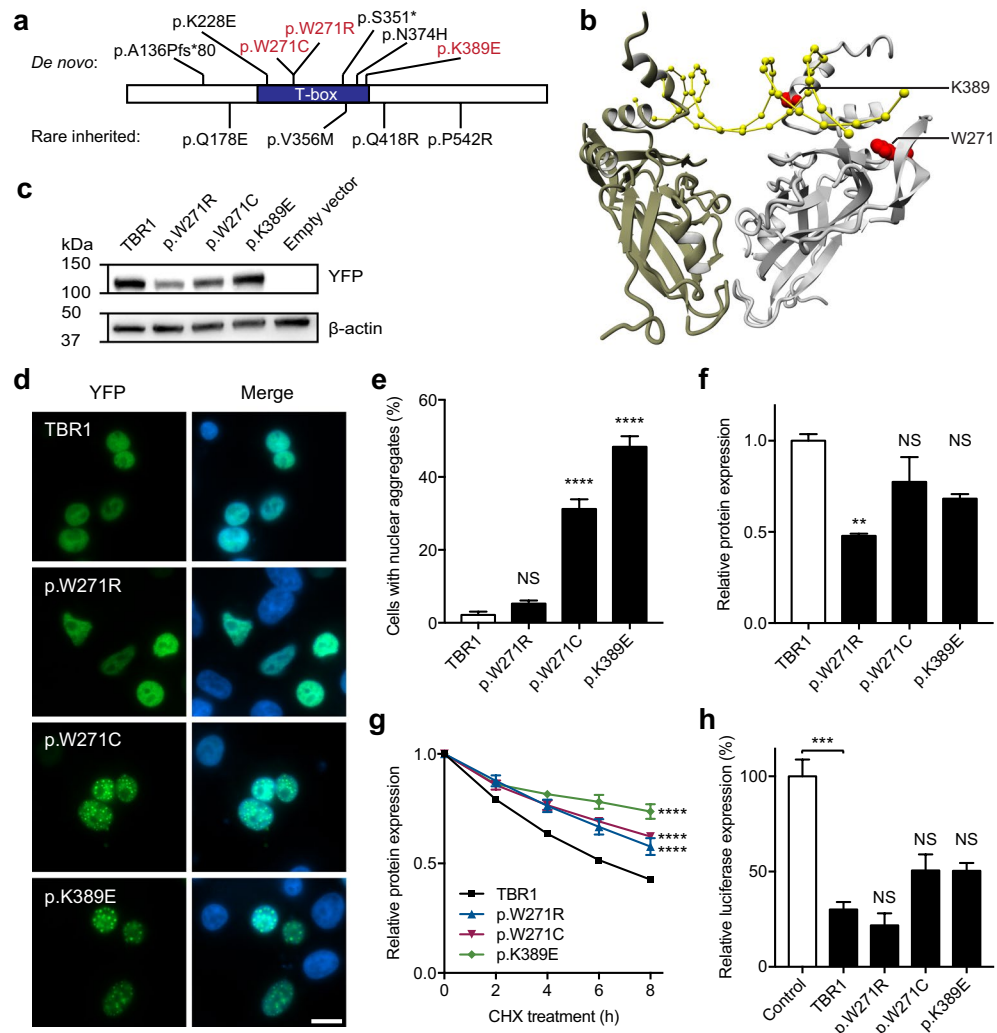 a
De novo:
p.A136Pfs*80
p.K228E
p.W271C
p.W271R
p.S351*
p.N374H
p.K389E
T-box
Rare inherited:
p.Q178E
p.V356M
p.Q418R
p.P542R
b
K389
W271
c
kDa
TBR1
p.W271R
p.W271C
p.K389E
Empty vector
150
100
YFP
50
37
β-actin
d
YFP
Merge
TBR1
p.W271R
p.W271C
p.K389E
e
Cells with nuclear aggregates (%)
60
40
20
0
NS
****
****
TBR1
p.W271R
p.W271C
p.K389E
f
Relative protein expression
1.0
0.5
0.0
**
NS
NS
TBR1
p.W271R
p.W271C
p.K389E
g
Relative protein expression
1.0
0.5
0.0
****
****
****
TBR1
p.W271R
p.W271C
p.K389E
0
2
4
6
8
CHX treatment (h)
h
Relative luciferase expression (%)
100
50
0
***
NS
NS
NS
Control
TBR1
p.W271R
p.W271C
p.K389E